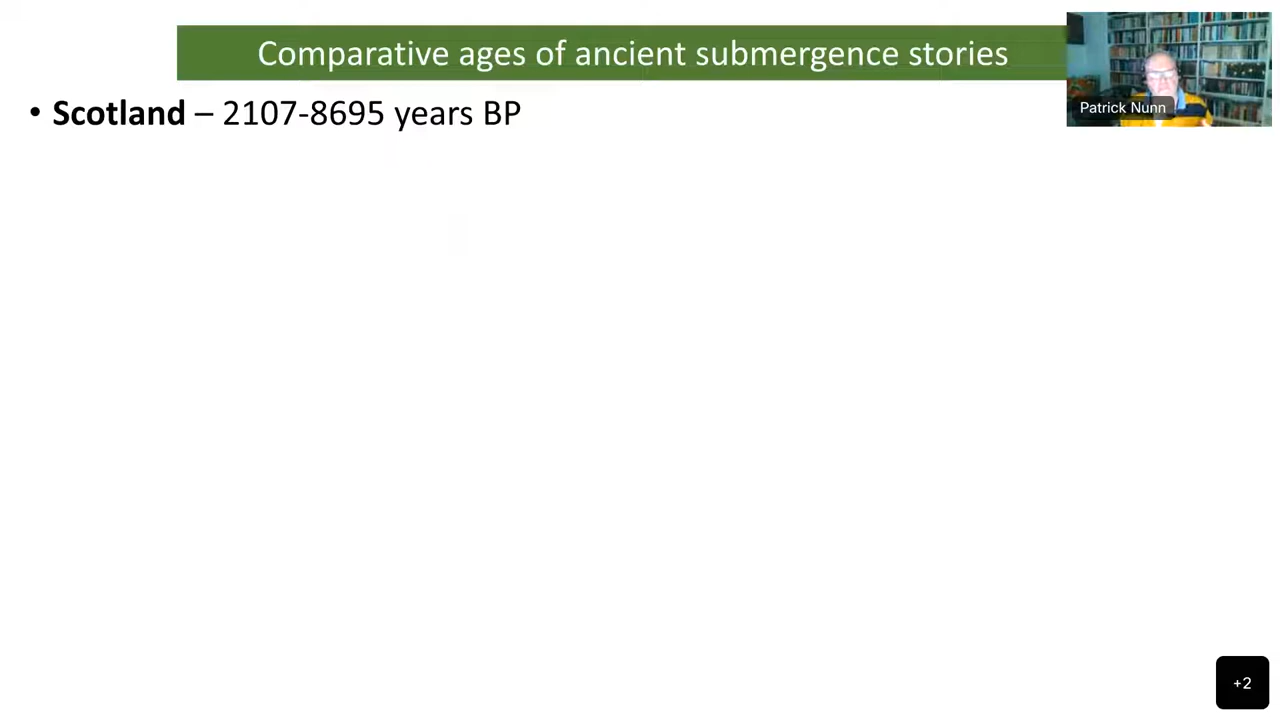 Comparative ages of ancient submergence stories
Patrick Nunn
• Scotland – 2107-8695 years BP
+2